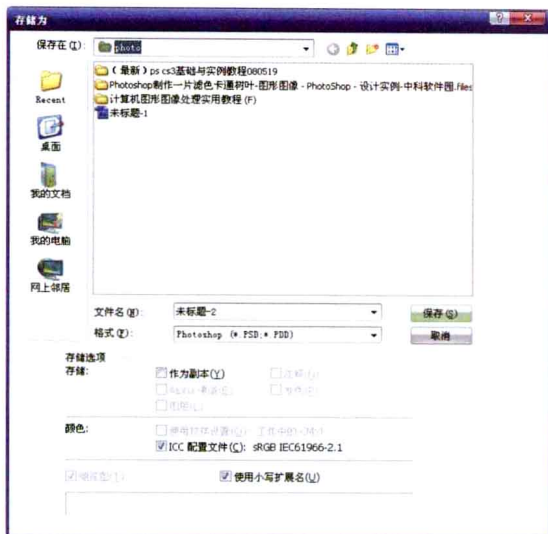 存储为
保存在(I):
photo
（最新）ps cs3基础与实例教程080519
Photoshop制作一片滤色卡通树叶-图形图像 - PhotoShop - 设计实例-中科软件园.files
计算机图形图像处理实用教程 (F)
未标题-1
Recent
桌面
我的文档
我的电脑
网上邻居
文件名(N):
未标题-2
保存(S)
格式(F):
Photoshop (*.PSD;*.PDD)
取消
存储选项
存储:
作为副本(Y)
颜色:
ICC 配置文件(C): sRGB IEC61966-2.1
使用小写扩展名(U)